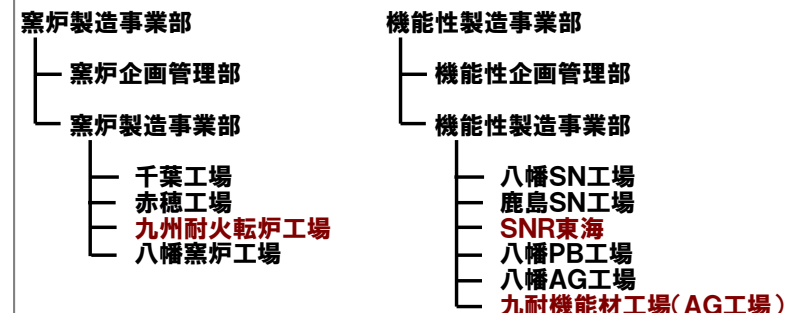 窯炉製造事業部
窯炉企画管理部
窯炉製造事業部
千葉工場
赤穂工場
九州耐火転炉工場
八幡窯炉工場
機能性製造事業部
機能性企画管理部
機能性製造事業部
八幡SN工場
鹿島SN工場
SNR東海
八幡PB工場
八幡AG工場
九耐機能材工場(AG工場)